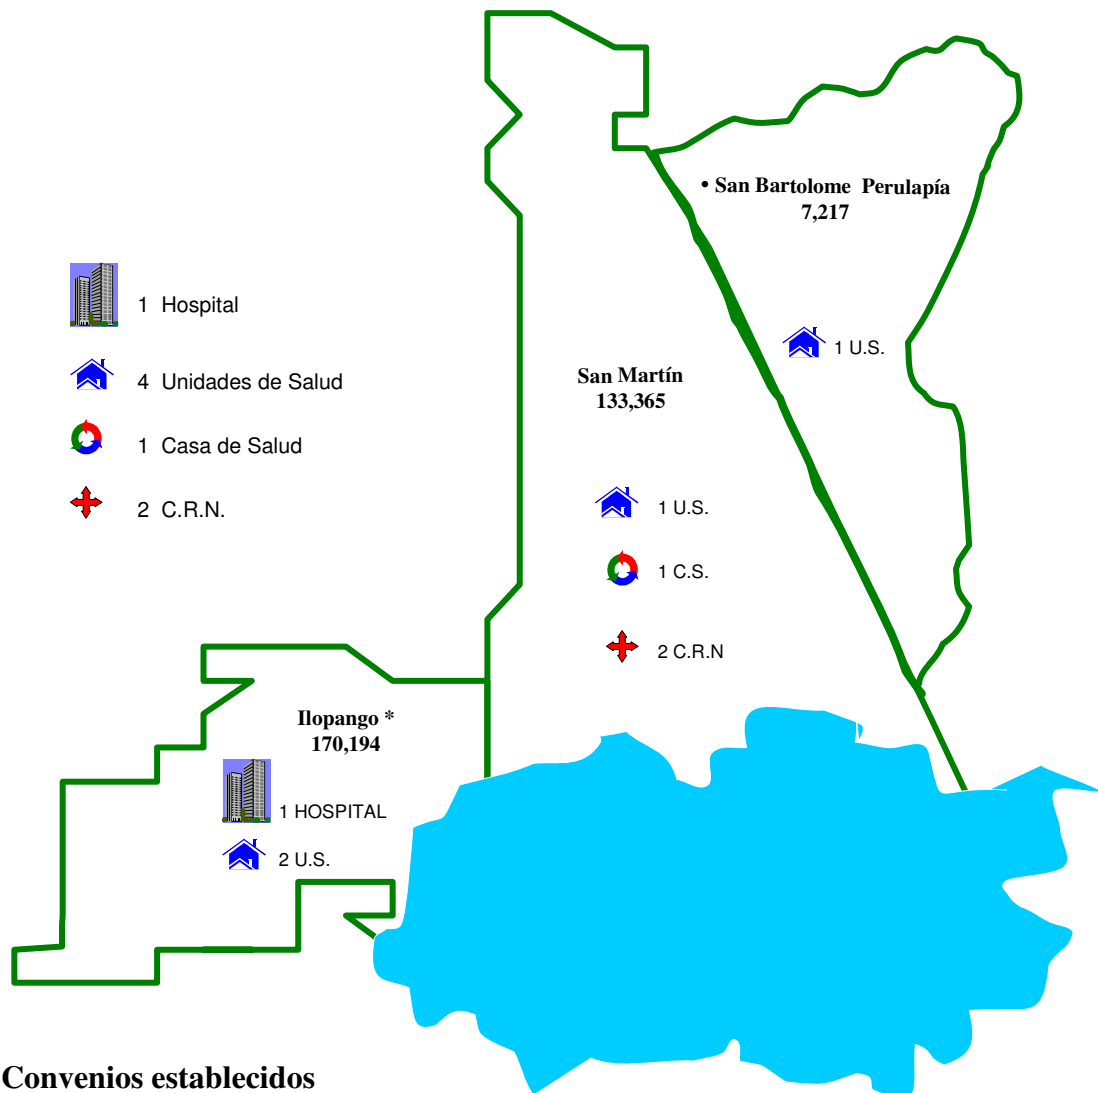 • San Bartolome Perulapía
7,217
1 U.S.
1 Hospital
4 Unidades de Salud
1 Casa de Salud
2 C.R.N.
San Martín
133,365
1 U.S.
1 C.S.
2 C.R.N
Ilopango *
170,194
1 HOSPITAL
2 U.S.
Convenios establecidos